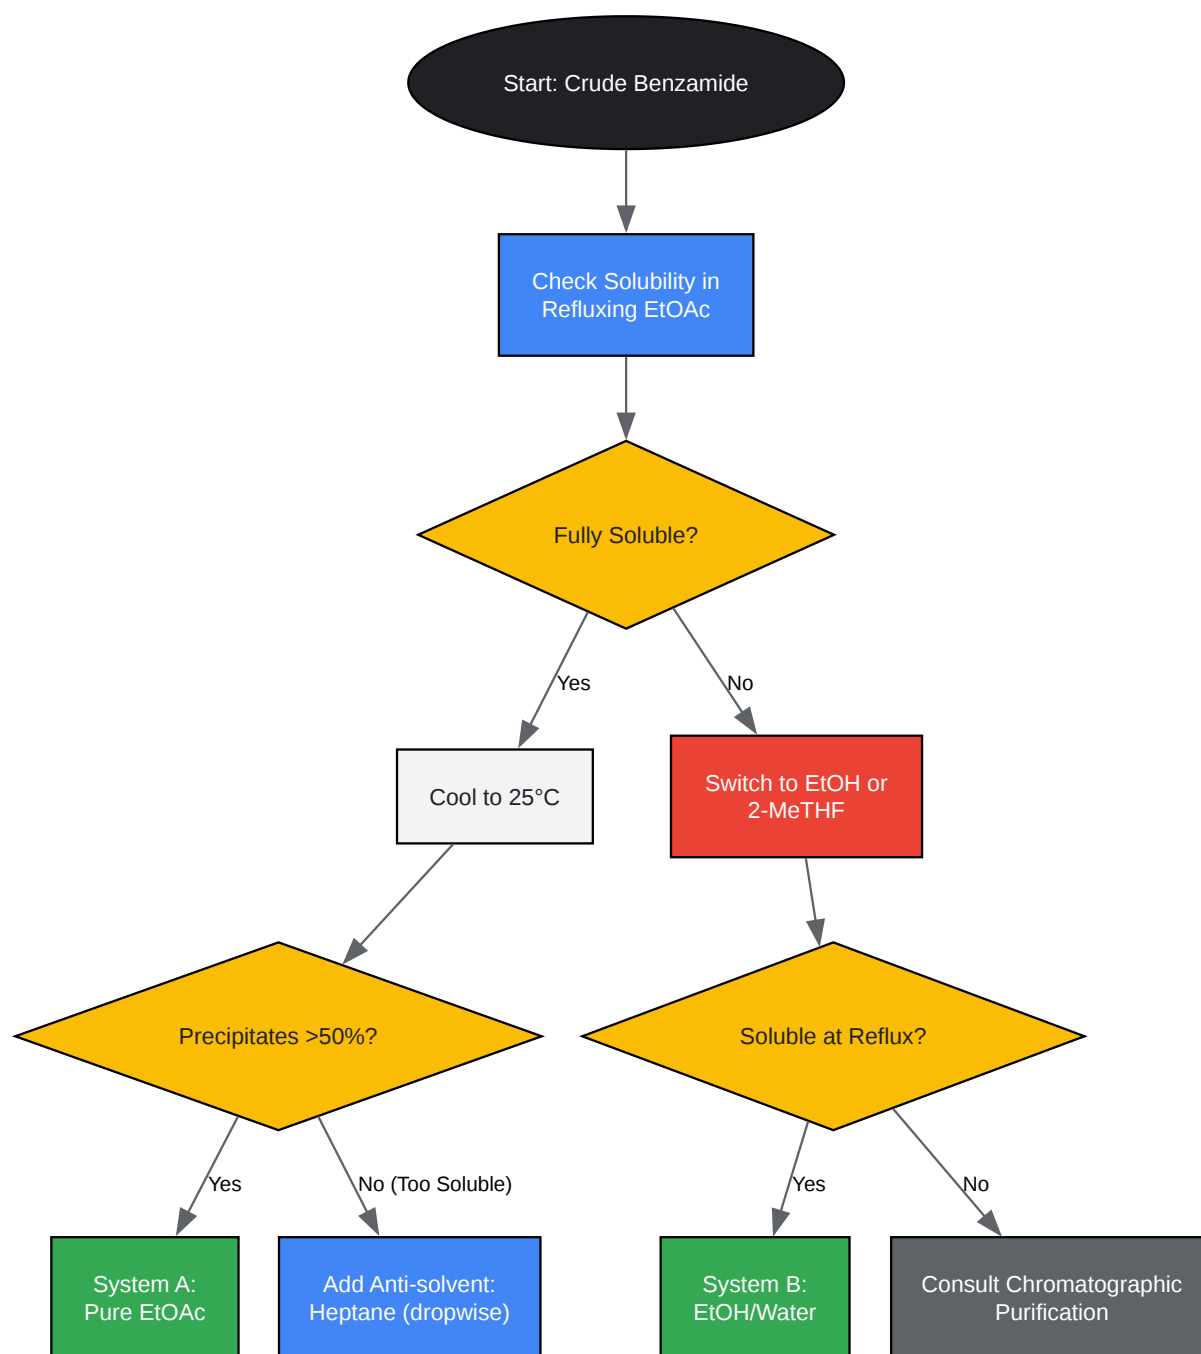 Start: Crude Benzamide
Check Solubility in
Refluxing EtOAc
Fully Soluble?
Yes
No
Cool to 25°C
Switch to EtOH or
2-MeTHF
Precipitates >50%?
Soluble at Reflux?
Yes
No (Too Soluble)
Yes
No
System A:
Pure EtOAc
Add Anti-solvent:
Heptane (dropwise)
System B:
EtOH/Water
Consult Chromatographic
Purification